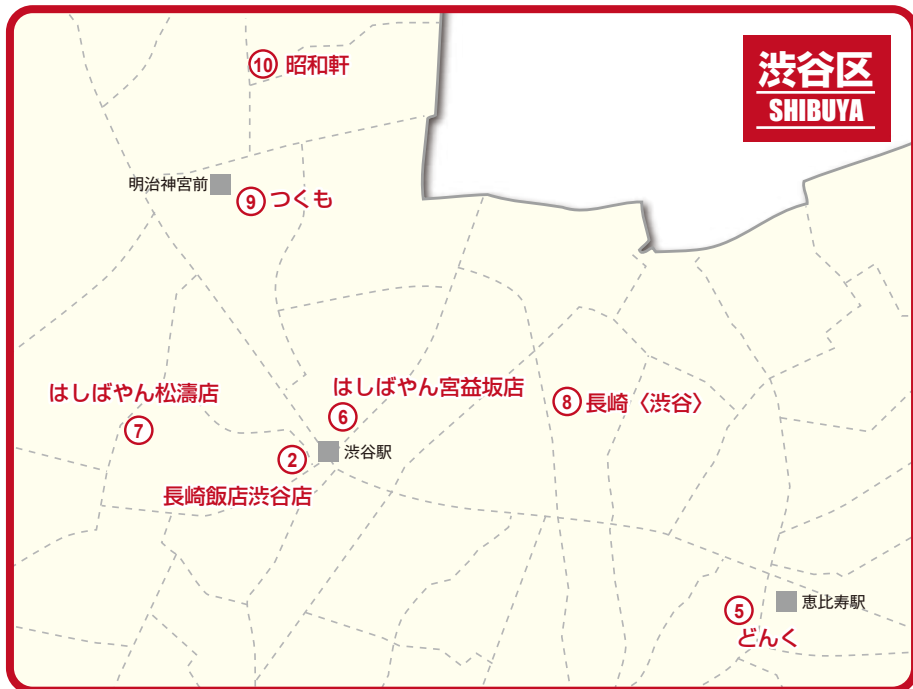 渋谷区
SHIBUYA
⑩ 昭和軒
明治神宮前
⑨ つくも
はしばやん松濤店
⑦
はしばやん宮益坂店
⑥
⑧ 長崎〈渋谷〉
渋谷駅
②
長崎飯店渋谷店
恵比寿駅
⑤
どんく